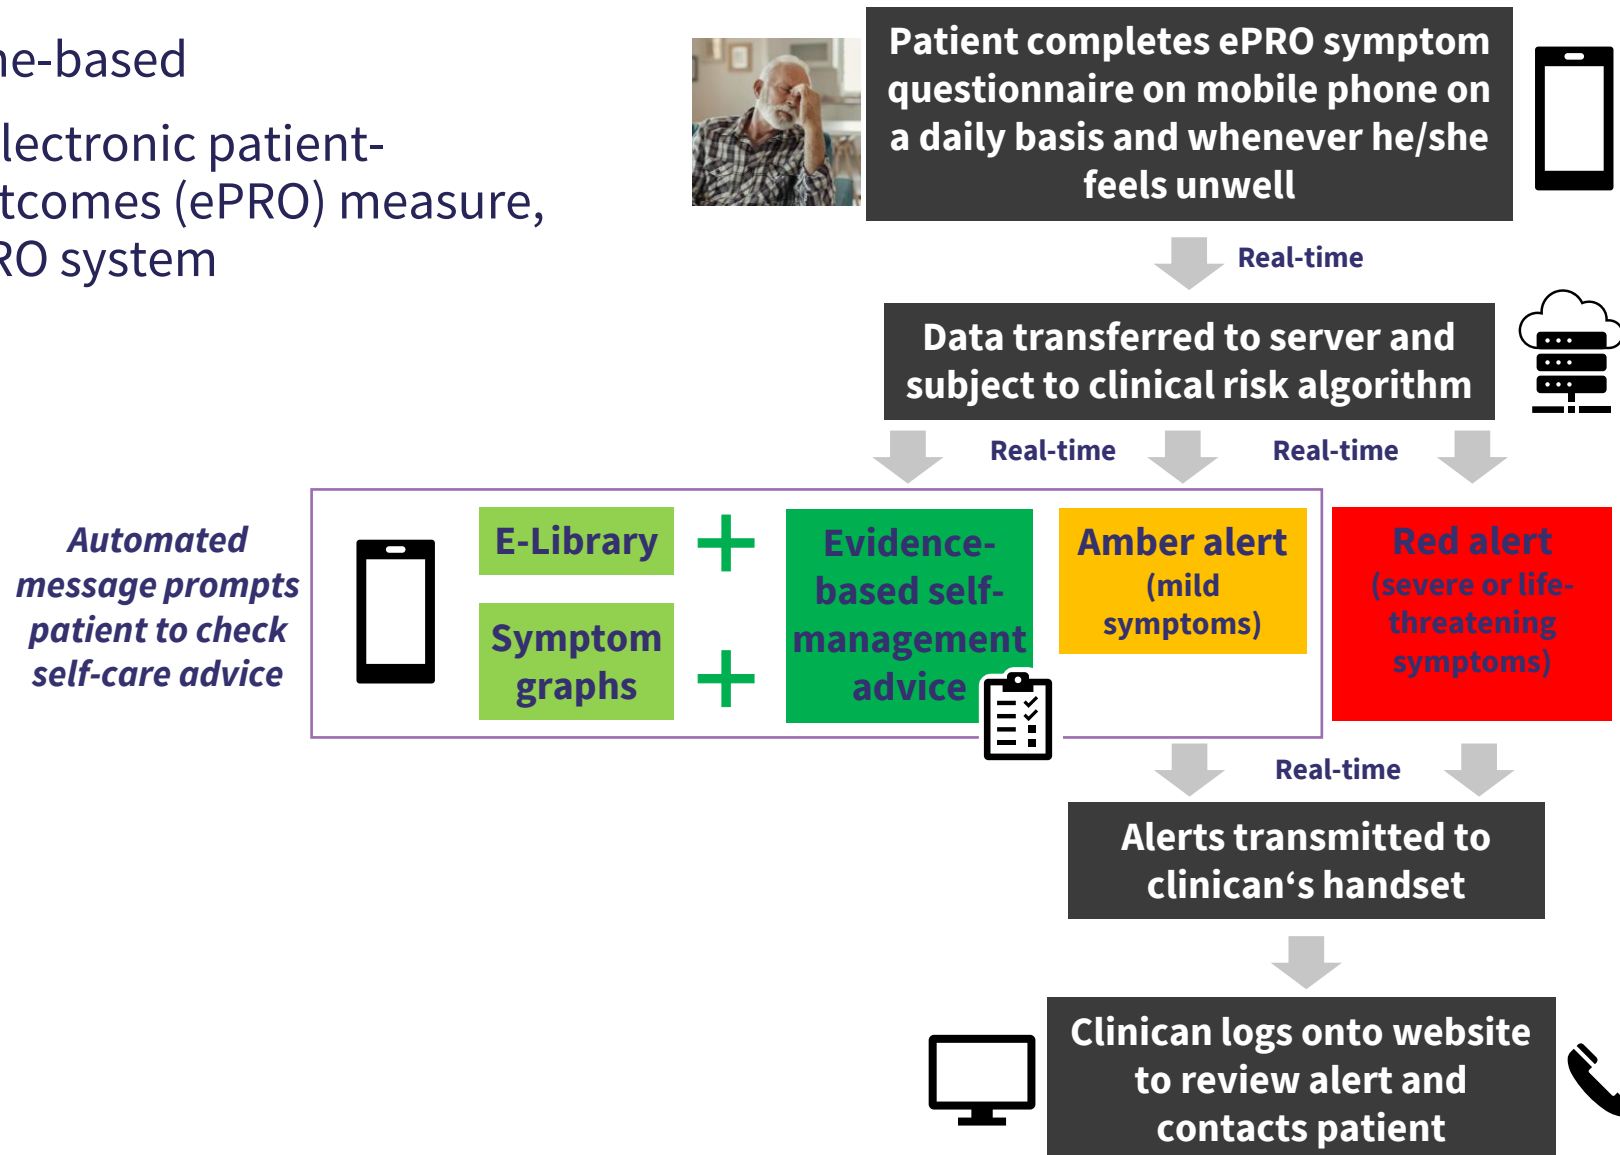 ne-based
lectronic patient-
tcomes (ePRO) measure,
RO system
Patient completes ePRO symptom
questionnaire on mobile phone on
a daily basis and whenever he/she
feels unwell
Real-time
Data transferred to server and
subject to clinical risk algorithm
Real-time
Real-time
Automated
message prompts
patient to check
self-care advice
E-Library
Symptom
graphs
Evidence-
based self-
management
advice
Amber alert
(mild
symptoms)
Red alert
(severe or life-
threatening
symptoms)
Real-time
Alerts transmitted to
clinican‘s handset
Clinican logs onto website
to review alert and
contacts patient